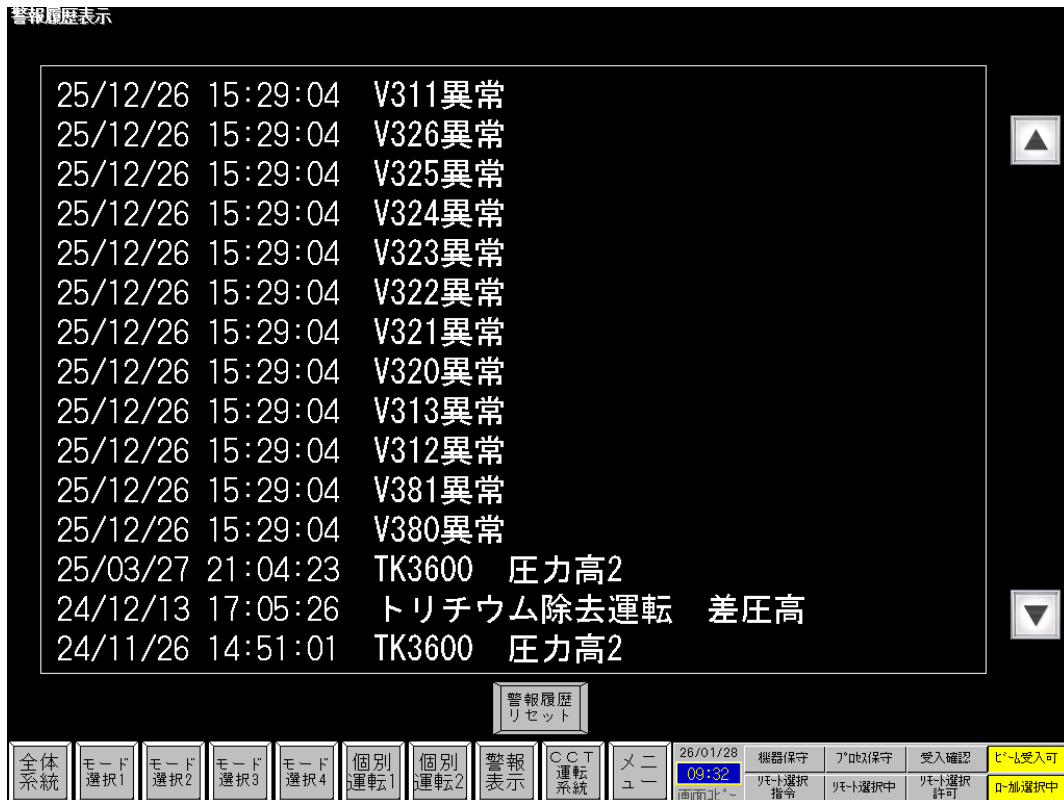 警報履歴表示
25/12/26 15:29:04 V311異常
25/12/26 15:29:04 V326異常
25/12/26 15:29:04 V325異常
25/12/26 15:29:04 V324異常
25/12/26 15:29:04 V323異常
25/12/26 15:29:04 V322異常
25/12/26 15:29:04 V321異常
25/12/26 15:29:04 V320異常
25/12/26 15:29:04 V313異常
25/12/26 15:29:04 V312異常
25/12/26 15:29:04 V381異常
25/12/26 15:29:04 V380異常
25/03/27 21:04:23 TK3600 圧力高2
24/12/13 17:05:26 トリチウム除去運転 差圧高
24/11/26 14:51:01 TK3600 圧力高2
警報履歴
リセット
全体
系統
モード
選択1
モード
選択2
モード
選択3
モード
選択4
個別
運転1
個別
運転2
警報
表示
CCT
運転
系統
メニ
ュー
26/01/28
09:32
画面コピー
機器保守
プロセス保守
受入確認
ビーム受入可
リモート選択
指令
リモート選択中
リモート選択
許可
ローカル選択中